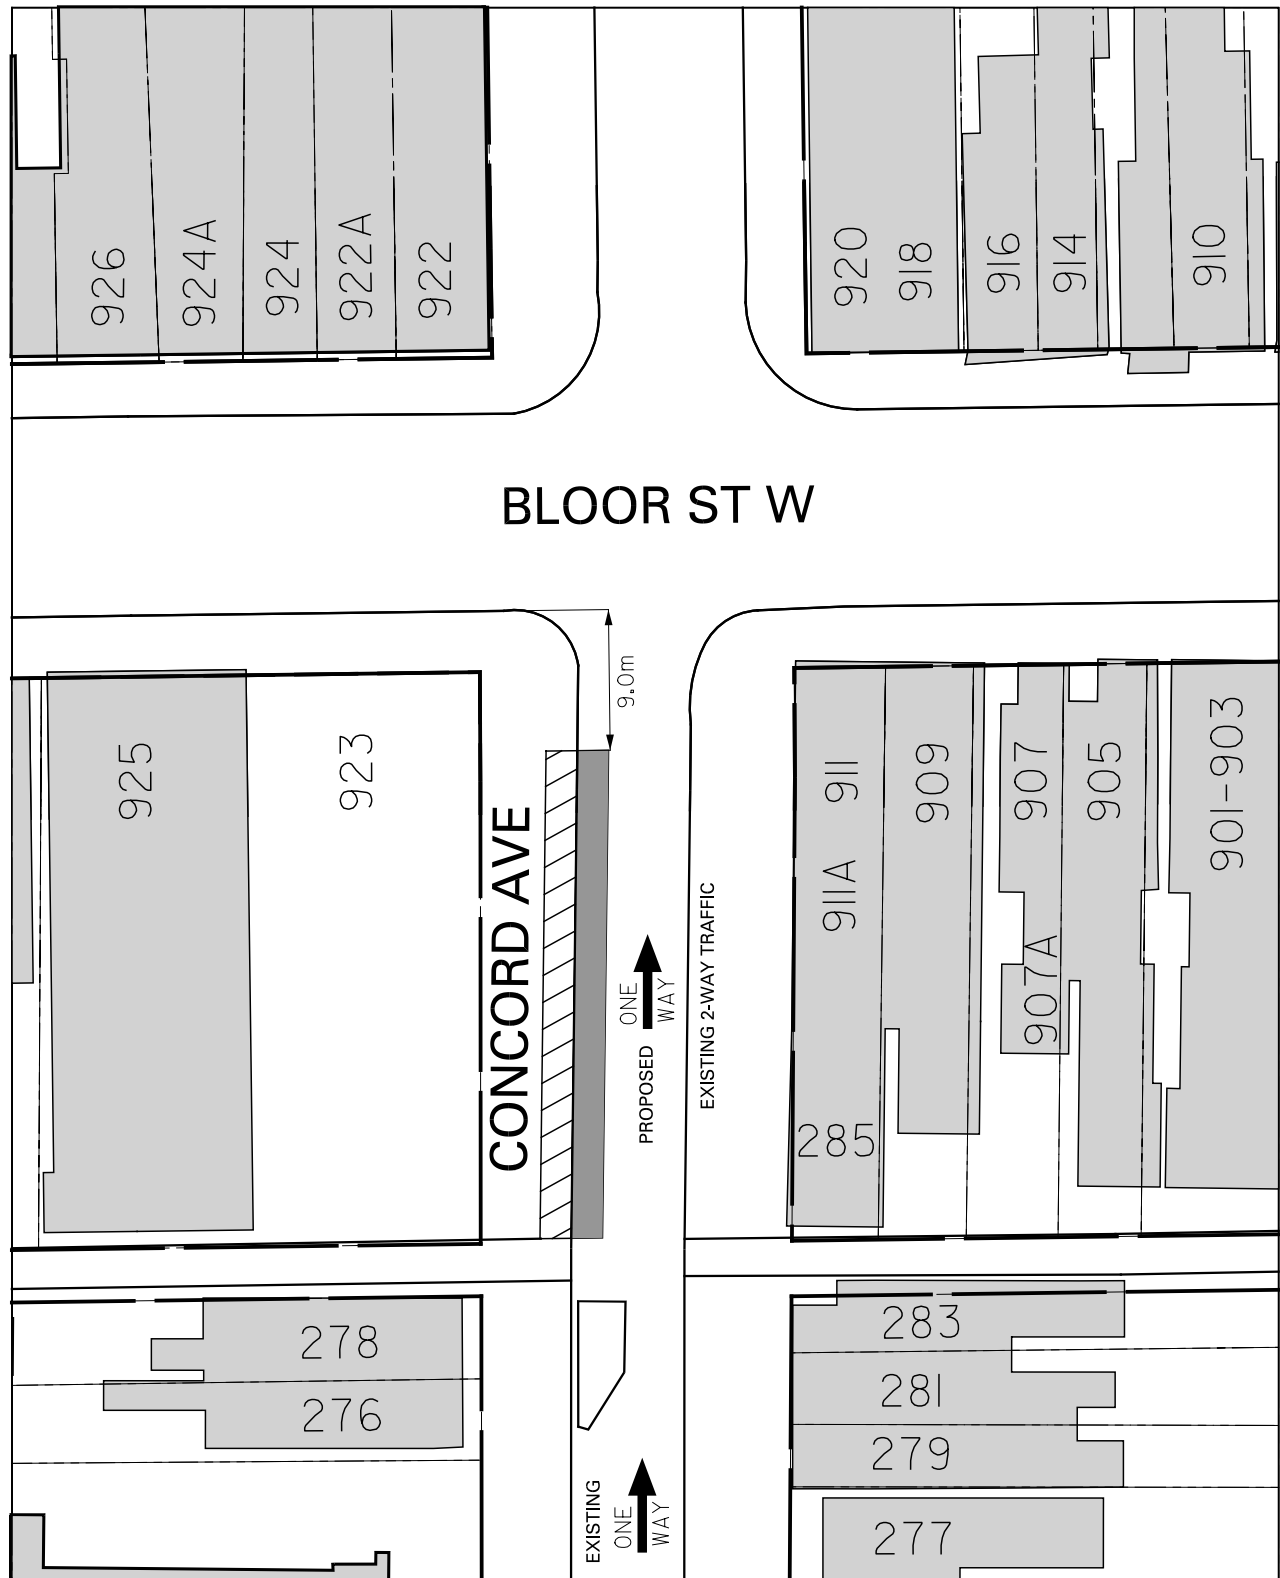 926
924A
924
922A
922
920
918
916
914
910
BLOOR ST W
9.0m
925
923
CONCORD AVE
PROPOSED
ONE
WAY
EXISTING 2-WAY TRAFFIC
911
911A
285
909
907
907A
905
901-903
278
276
283
281
279
277
EXISTING
ONE
WAY